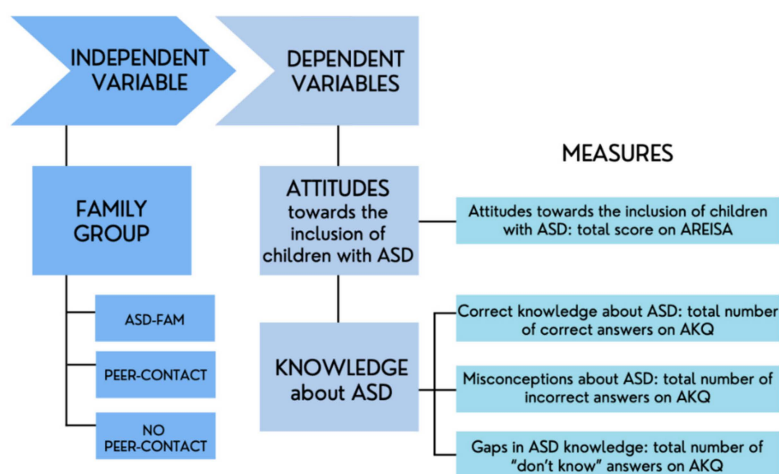 INDEPENDENT
VARIABLE
DEPENDENT
VARIABLES
MEASURES
FAMILY
GROUP
ASD-FAM
PEER-CONTACT
NO
PEER-CONTACT
ATTITUDES
towards the
inclusion of
children with ASD
Attitudes towards the inclusion of children
with ASD: total score on AREISA
KNOWLEDGE
about ASD
Correct knowledge about ASD: total number
of correct answers on AKQ
Misconceptions about ASD: total number of
incorrect answers on AKQ
Gaps in ASD knowledge: total number of
“don’t know” answers on AKQ